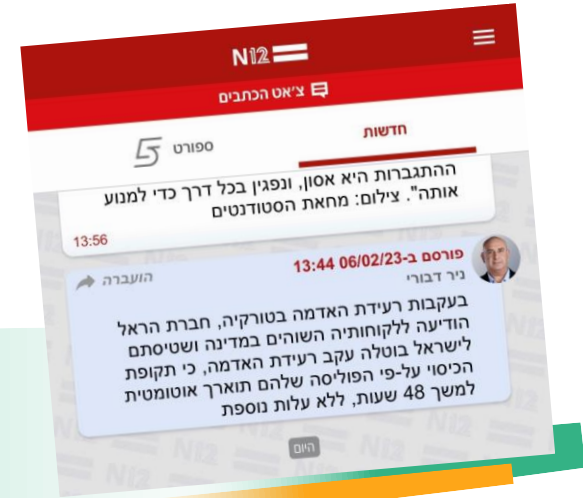 N12
צ'אט הכתבים
חדשות
ספורט 5
ההתגברות היא אסון, ונפגין בכל דרך כדי למנוע
אותה". צילום: מחאת הסטודנטים
13:56
פורסם ב-06/02/23 13:44
הועברה
ניר דבורי
בעקבות רעידת האדמה בטורקיה, חברת הראל
הודיעה ללקוחותיה השוהים במדינה ושטיסתם
לישראל בוטלה עקב רעידת האדמה, כי תקופת
הכיסוי על-פי הפוליסה שלהם תוארך אוטומטית
למשך 48 שעות, ללא עלות נוספת
היום